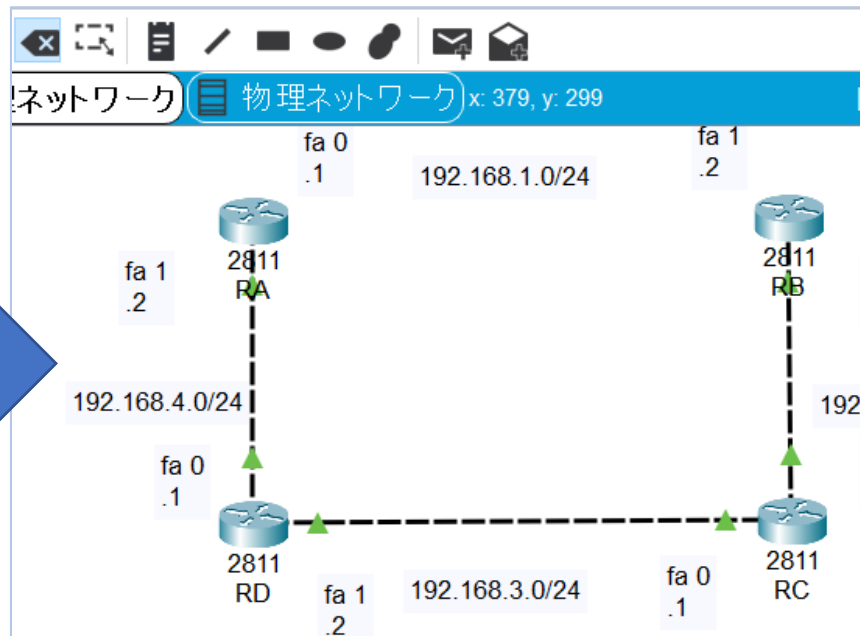 ネットワーク
物理ネットワーク
x: 379, y: 299
fa 0
.1
192.168.1.0/24
fa 1
.2
2811
RA
2811
RB
fa 1
.2
192.168.4.0/24
192
fa 0
.1
2811
RD
fa 1
.2
192.168.3.0/24
fa 0
.1
2811
RC